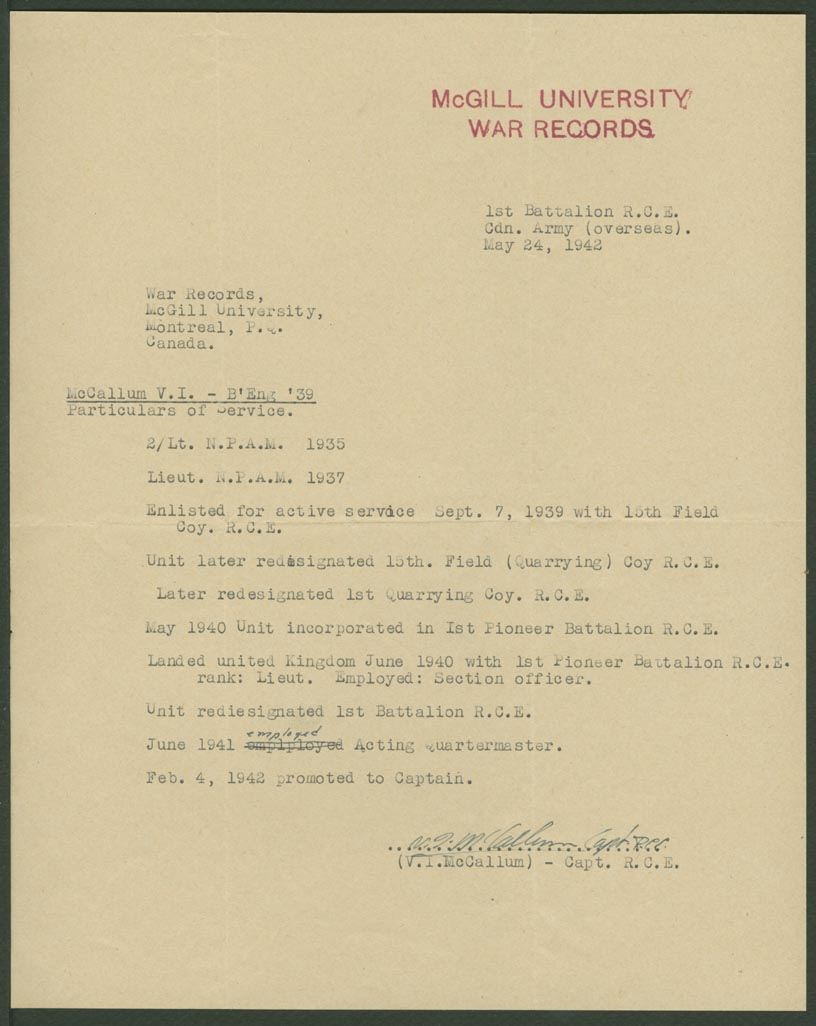 McGILL UNIVERSITY
WAR RECORDS
1st Battalion R.C.E.
Cdn. Army (overseas).
May 24, 1942
War Records,
McGill University,
Montreal, P.Q.
Canada.
McCallum V.I. - B'Eng '39
Particulars of Service.
2/Lt. N.P.A.M. 1935
Lieut. N.P.A.M. 1937
Enlisted for active service Sept. 7, 1939 with 15th Field
Coy. R.C.E.
Unit later redesignated 15th. Field (Quarrying) Coy R.C.E.
Later redesignated 1st Quarrying Coy. R.C.E.
May 1940 Unit incorporated in Ist Pioneer Battalion R.C.E.
Landed united Kingdom June 1940 with 1st Pioneer Battalion R.C.E.
rank: Lieut. Employed: Section officer.
Unit rediesignated 1st Battalion R.C.E.
employed
June 1941 emplployed Acting Quartermaster.
Feb. 4, 1942 promoted to Captain.
V.I. McCallum Capt. RCE
(V.I.McCallum) - Capt. R.C.E.